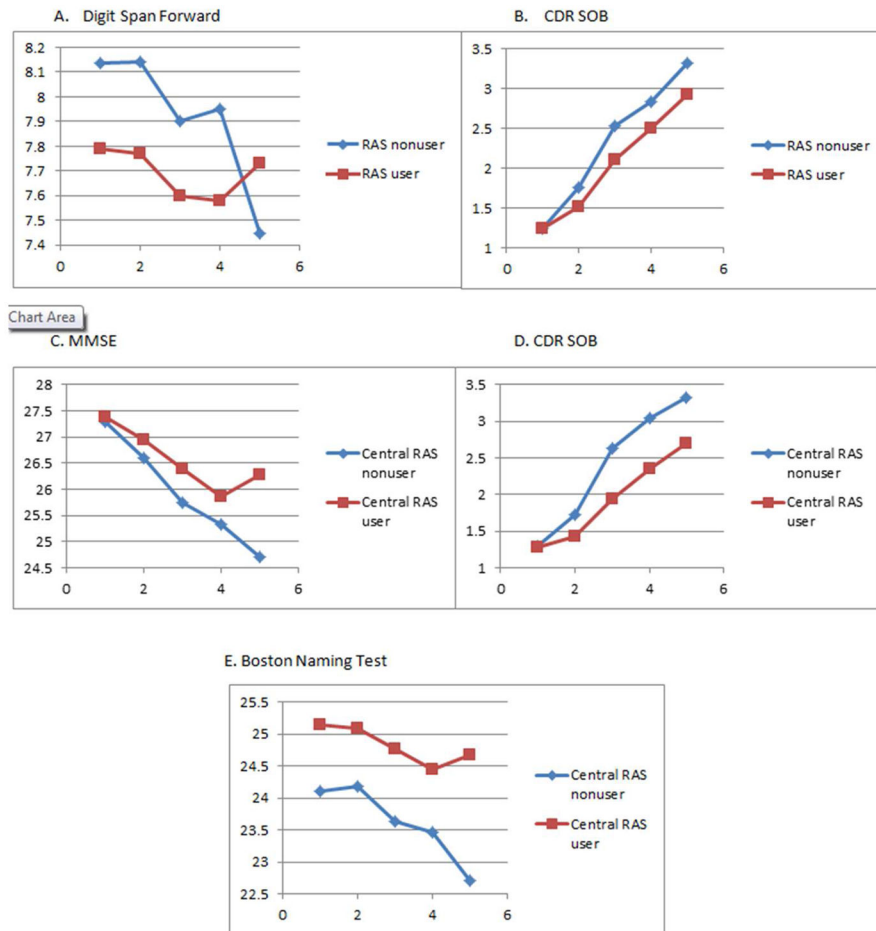 A. Digit Span Forward
8.2
8.1
8
7.9
7.8
7.7
7.6
7.5
7.4
0 2 4 6
RAS nonuser
RAS user
B. CDR SOB
3.5
3
2.5
2
1.5
1
0 2 4 6
RAS nonuser
RAS user
Chart Area
C. MMSE
28
27.5
27
26.5
26
25.5
25
24.5
0 2 4 6
Central RAS
nonuser
Central RAS
user
D. CDR SOB
3.5
3
2.5
2
1.5
1
0 2 4 6
Central RAS
nonuser
Central RAS
user
E. Boston Naming Test
25.5
25
24.5
24
23.5
23
22.5
0 2 4 6
Central RAS
nonuser
Central RAS
user